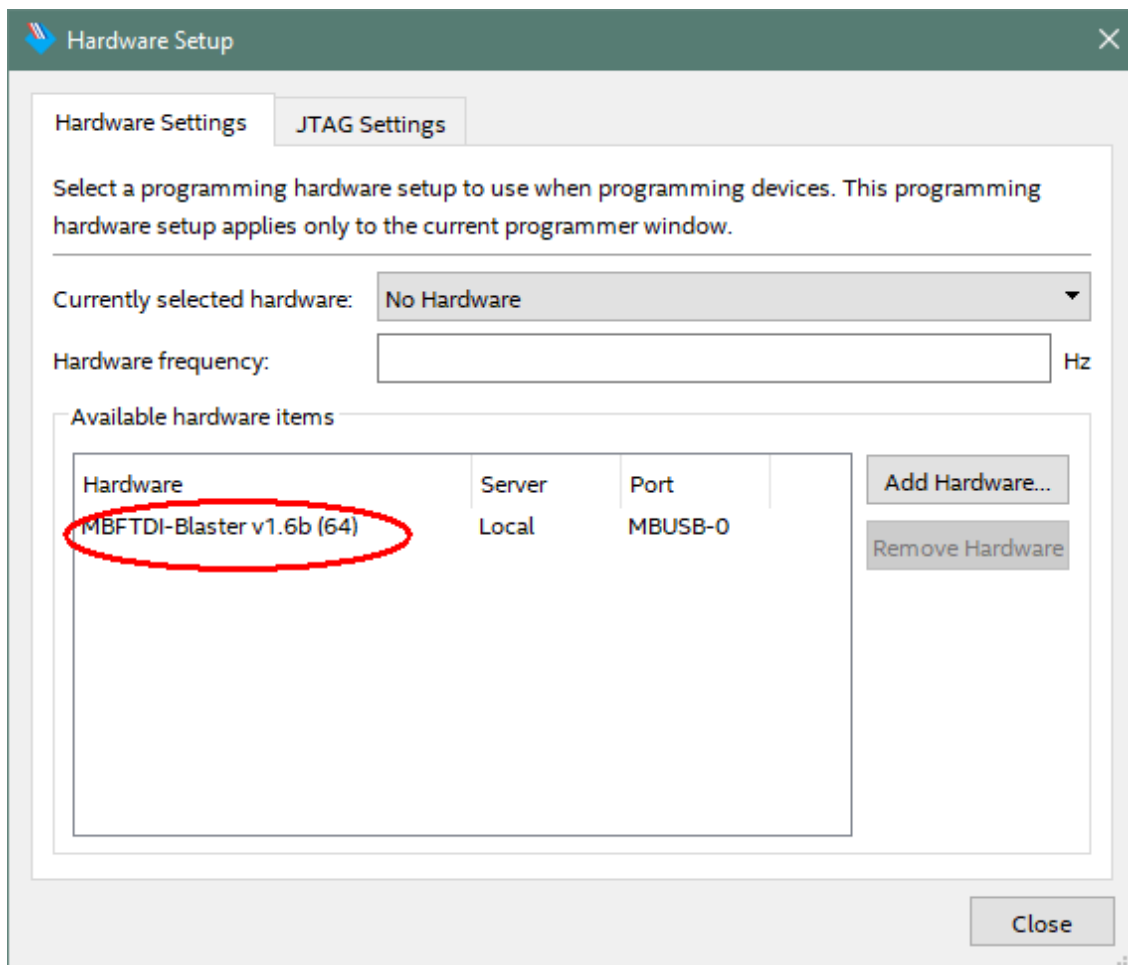 Hardware Setup
Hardware Settings
JTAG Settings
Select a programming hardware setup to use when programming devices. This programming
hardware setup applies only to the current programmer window.
Currently selected hardware: No Hardware
Hardware frequency: Hz
Available hardware items
Hardware Server Port
MBFTDI-Blaster v1.6b (64) Local MBUSB-0
Add Hardware...
Remove Hardware
Close